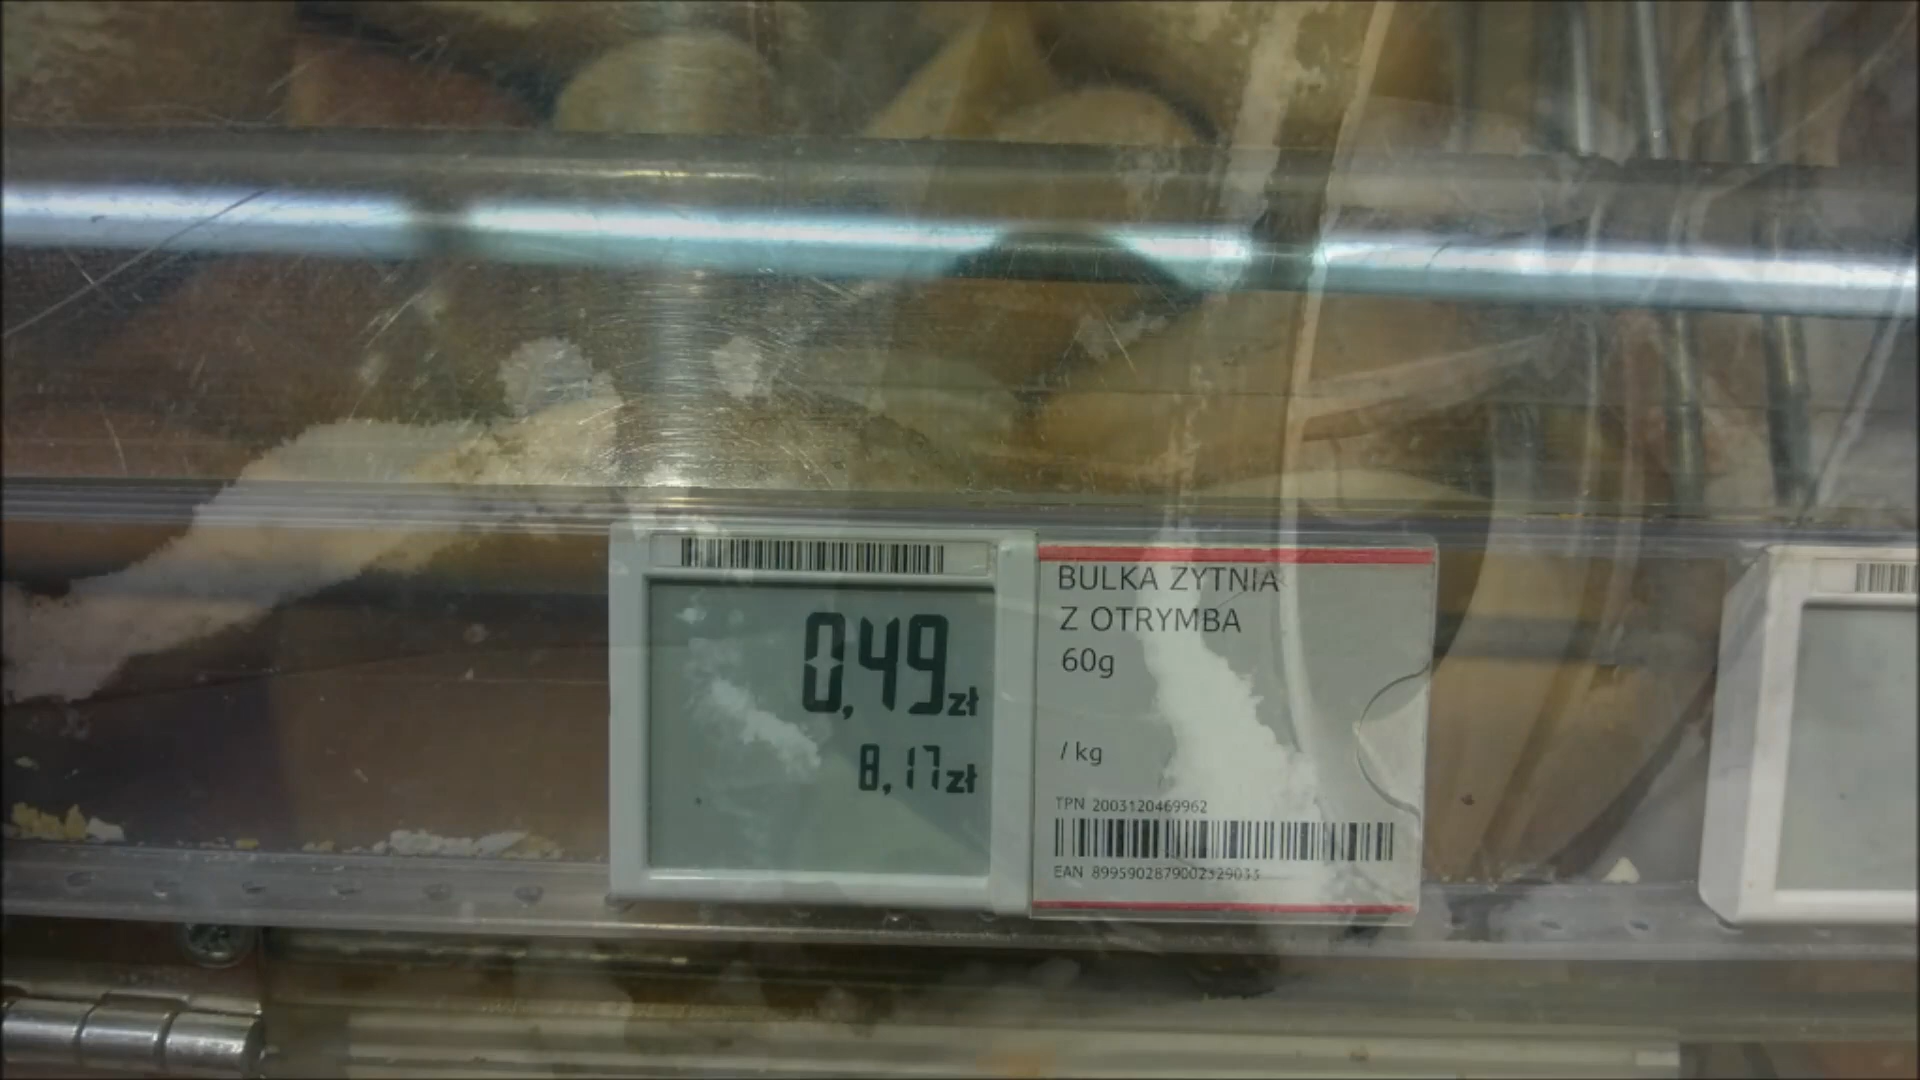 0,49zł
8,17zł
BULKA ZYTNIA
Z OTRYMBA
60g
/ kg
TPN 2003120469962
EAN 8995902879002329033